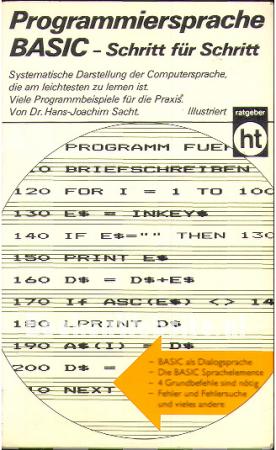 Programmiersprache
BASIC – Schritt für Schritt
Systematische Darstellung der Computersprache,
die am leichtesten zu lernen ist.
Viele Programmbeispiele für die Praxis.
Von Dr. Hans-Joachim Sacht.
Illustriert
ratgeber
ht
PROGRAMM FUER
BRIEFSCHREIBEN
120 FOR I = 1 TO 100
130 E$ = INKEY$
140 IF E$="" THEN 130
150 PRINT E$
160 D$ = D$+E$
170 If ASC(E$) <> 14
180 LPRINT D$
190 A$(I) = D$
200 D$ =
NEXT
– BASIC als Dialogsprache
– Die BASIC Sprachelemente
– 4 Grundbefehle sind nötig
– Fehler und Fehlersuche
und vieles andere